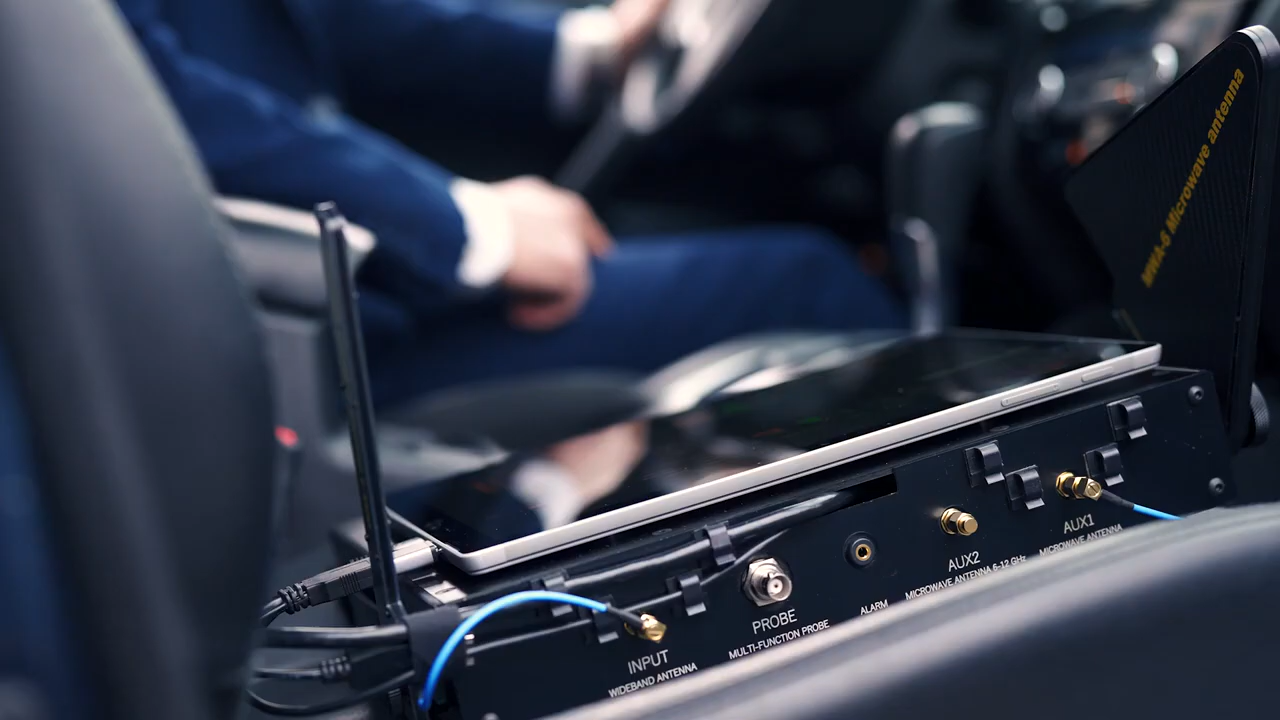 MWA-6 Microwave antenna
INPUT
WIDEBAND ANTENNA
PROBE
MULTI-FUNCTION PROBE
ALARM
AUX2
MICROWAVE ANTENNA 6-12 GHz
AUX1
MICROWAVE ANTENNA